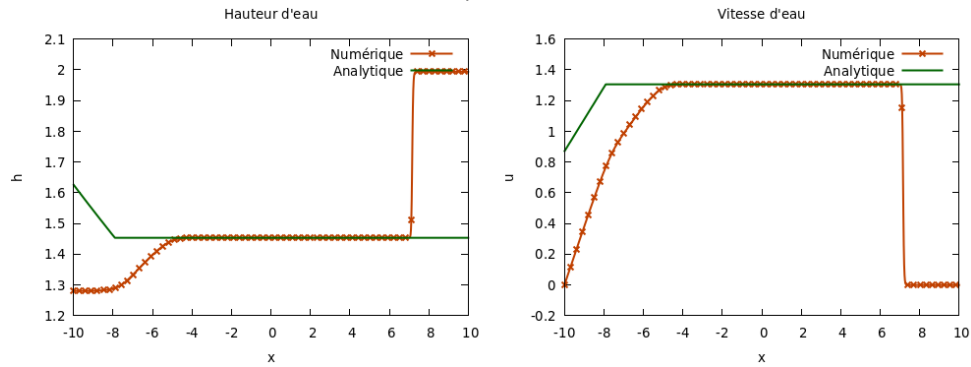 Hauteur d'eau
2.1
2
1.9
1.8
1.7
1.6
1.5
1.4
1.3
1.2
h
Numérique
Analytique
-10 -8 -6 -4 -2 0 2 4 6 8 10
x
Vitesse d'eau
1.6
1.4
1.2
1
0.8
0.6
0.4
0.2
0
-0.2
u
Numérique
Analytique
-10 -8 -6 -4 -2 0 2 4 6 8 10
x